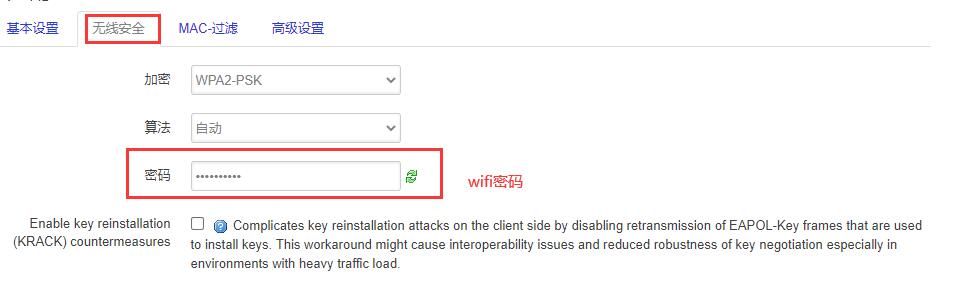 基本设置 无线安全 MAC-过滤 高级设置
加密 WPA2-PSK
算法 自动
密码 •••••••••• wifi密码
Enable key reinstallation (KRACK) countermeasures
Complicates key reinstallation attacks on the client side by disabling retransmission of EAPOL-Key frames that are used
to install keys. This workaround might cause interoperability issues and reduced robustness of key negotiation especially in
environments with heavy traffic load.